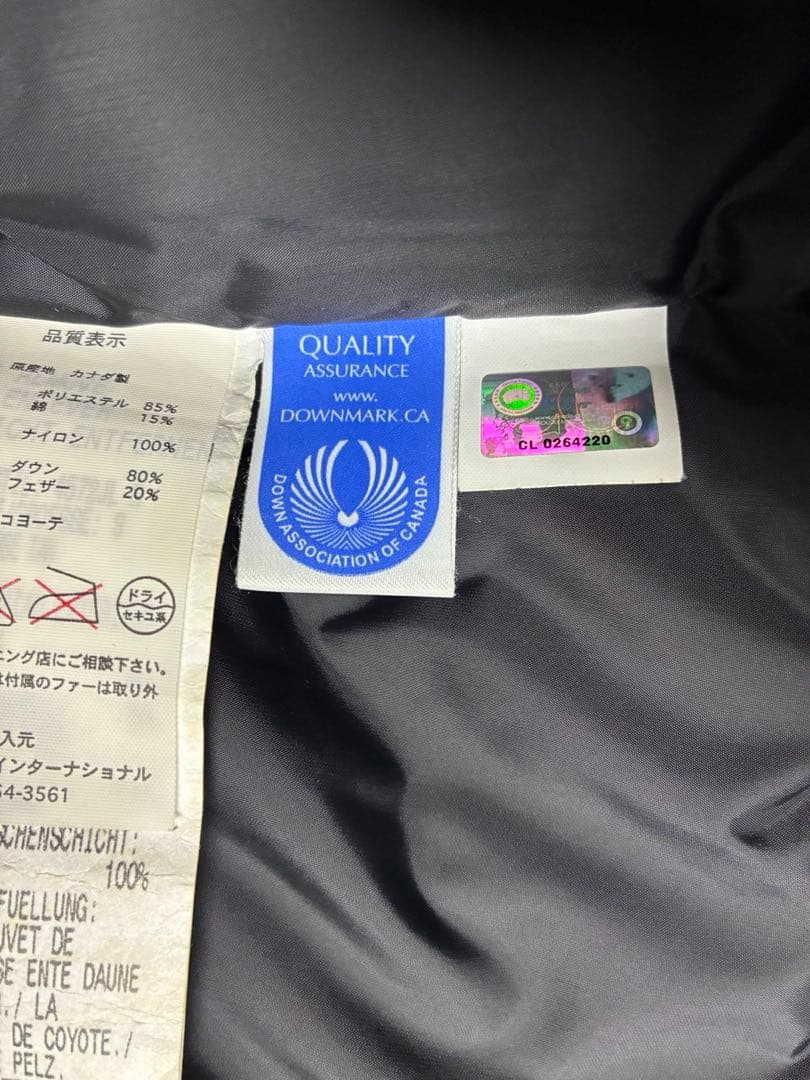 品質表示
原産地 カナダ製
ポリエステル 85%
綿 15%
ナイロン 100%
ダウン 80%
フェザー 20%
コヨーテ
ドライ
セキユ系
ニング店にご相談下さい。
は付属のファーは取り外
入元
インターナショナル
54-3561
SCHENSCHICHT:
100%
FUELLUNG:
UVET DE
SE ENTE DAUNE
./ LA
DE COYOTE./
PELZ.
QUALITY
ASSURANCE
www.
DOWNMARK.CA
DOWN ASSOCIATION OF CANADA
CL 0264220